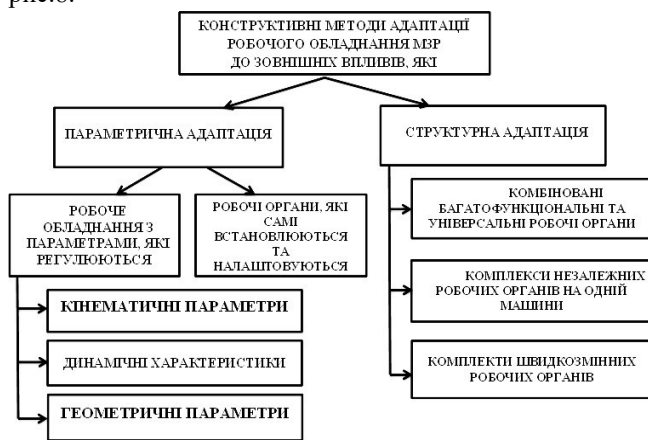 рис.8.
КОНСТРУКТИВНІ МЕТОДИ АДАПТАЦІЇ
РОБОЧОГО ОБЛАДНАННЯ МЗР
ДО ЗОВНІШНІХ ВПЛИВІВ, ЯКІ
ПАРАМЕТРИЧНА АДАПТАЦІЯ
СТРУКТУРНА АДАПТАЦІЯ
РОБОЧЕ
ОБЛАДНАННЯ З
ПАРАМЕТРАМИ, ЯКІ
РЕГУЛЮЮТЬСЯ
РОБОЧІ ОРГАНИ, ЯКІ
САМІ
ВСТАНОВЛЮЮТЬСЯ
ТА
НАЛАШТОВУЮТЬСЯ
КОМБІНОВАНІ
БАГАТОФУНКЦІОНАЛЬНІ ТА
УНІВЕРСАЛЬНІ РОБОЧІ ОРГАНИ
КОМПЛЕКСИ НЕЗАЛЕЖНИХ
РОБОЧИХ ОРГАНІВ НА ОДНІЙ
МАШИНИ
КОМПЛЕКТИ ШВИДКОЗМІННИХ
РОБОЧИХ ОРГАНІВ
КІНЕМАТИЧНІ ПАРАМЕТРИ
ДИНАМІЧНІ ХАРАКТЕРИСТИКИ
ГЕОМЕТРИЧНІ ПАРАМЕТРИ